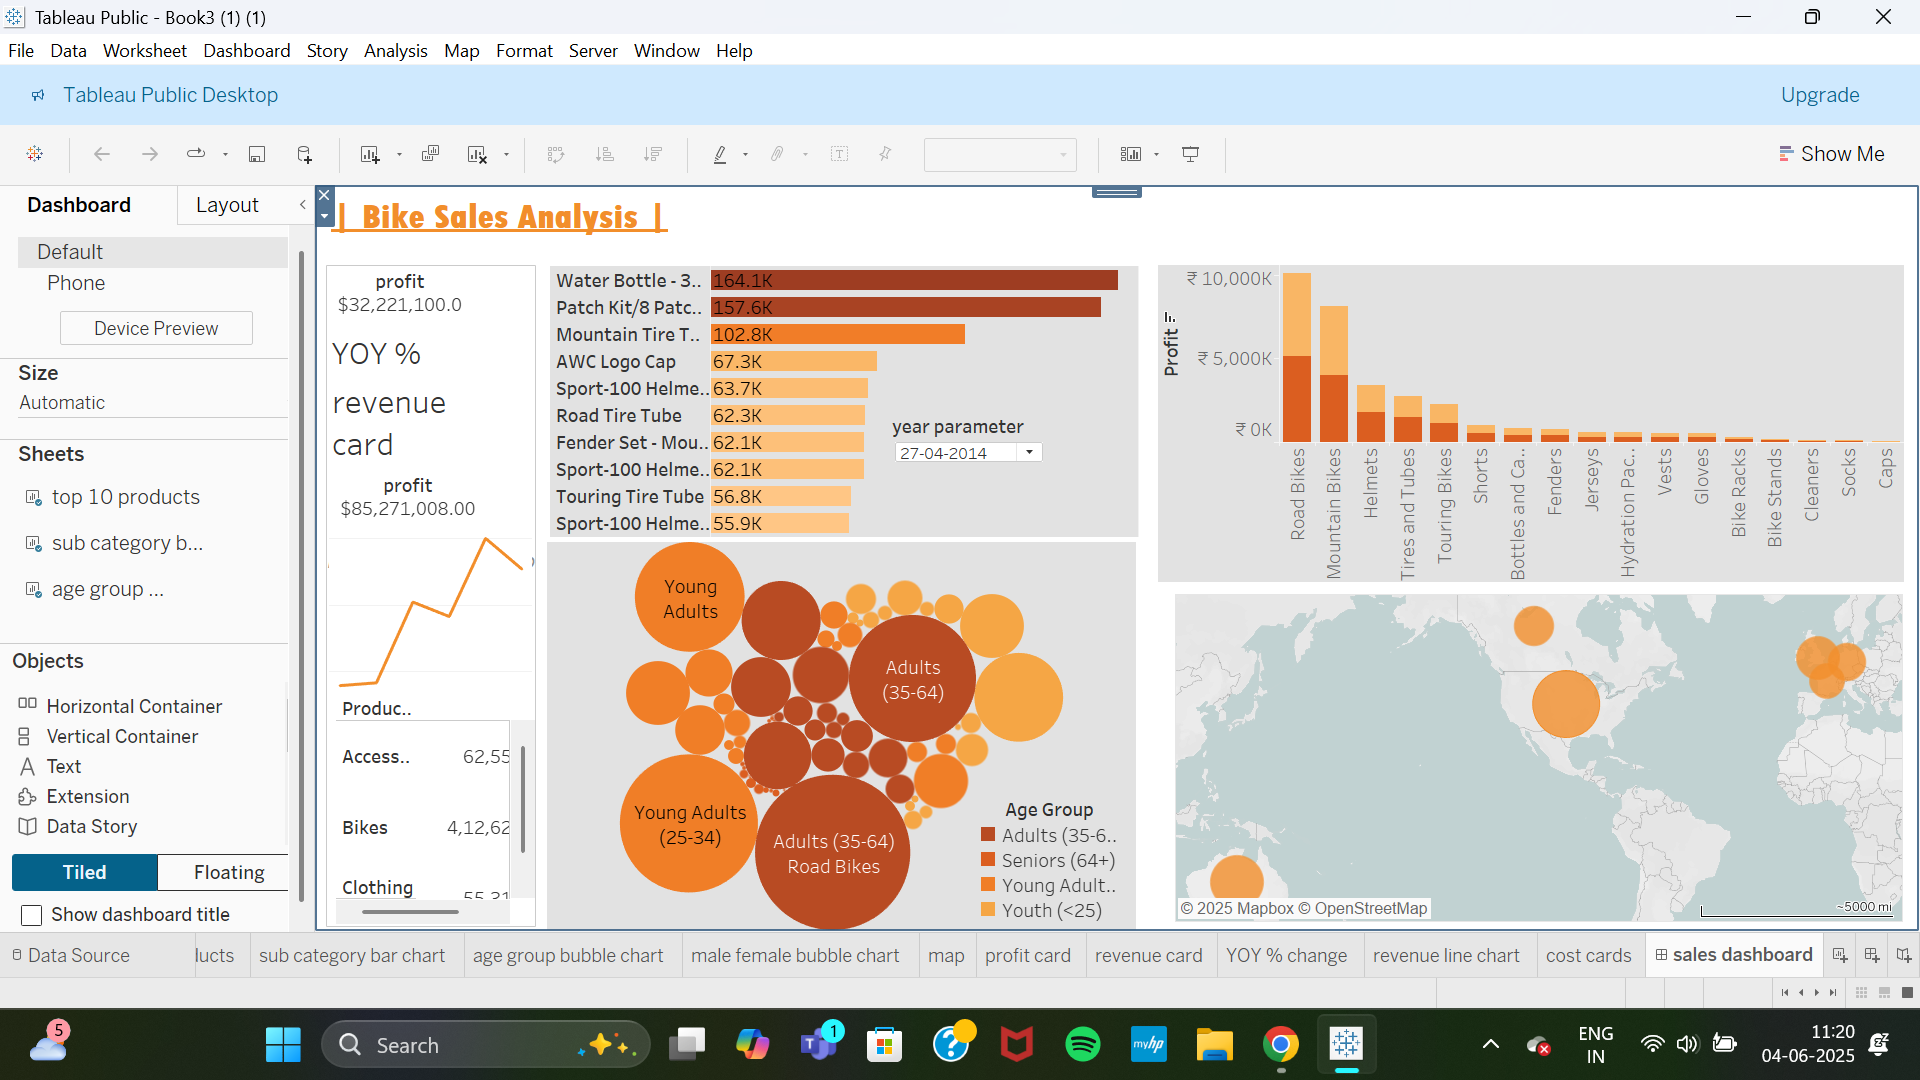 Tableau Public - Book3 (1) (1)
File Data Worksheet Dashboard Story Analysis Map Format Server Window Help
Tableau Public Desktop
Upgrade
Show Me
Dashboard
Layout
Default
Phone
Device Preview
Size
Automatic
Sheets
top 10 products
sub category b...
age group ...
Objects
Horizontal Container
Vertical Container
Text
Extension
Data Story
Tiled
Floating
Show dashboard title
| Bike Sales Analysis |
profit
$32,221,100.0
YOY %
revenue
card
profit
$85,271,008.00
Produc..
Access.. 62,55
Bikes 4,12,62
Clothing
Water Bottle - 3.. 164.1K
Patch Kit/8 Patc.. 157.6K
Mountain Tire T.. 102.8K
AWC Logo Cap 67.3K
Sport-100 Helme.. 63.7K
Road Tire Tube 62.3K
Fender Set - Mou.. 62.1K
Sport-100 Helme.. 62.1K
Touring Tire Tube 56.8K
Sport-100 Helme.. 55.9K
year parameter
27-04-2014
Young
Adults
Adults
(35-64)
Young Adults
(25-34)
Adults (35-64)
Road Bikes
Age Group
Adults (35-6..
Seniors (64+)
Young Adult..
Youth (<25)
Profit
₹ 10,000K
₹ 5,000K
₹ 0K
Road Bikes
Mountain Bikes
Helmets
Tires and Tubes
Touring Bikes
Shorts
Bottles and Ca..
Fenders
Jerseys
Hydration Pac..
Vests
Gloves
Bike Racks
Bike Stands
Cleaners
Socks
Caps
© 2025 Mapbox © OpenStreetMap
~5000 mi
Data Source
lucts
sub category bar chart
age group bubble chart
male female bubble chart
map
profit card
revenue card
YOY % change
revenue line chart
cost cards
sales dashboard
5
Search
1
myhp
ENG
IN
11:20
04-06-2025